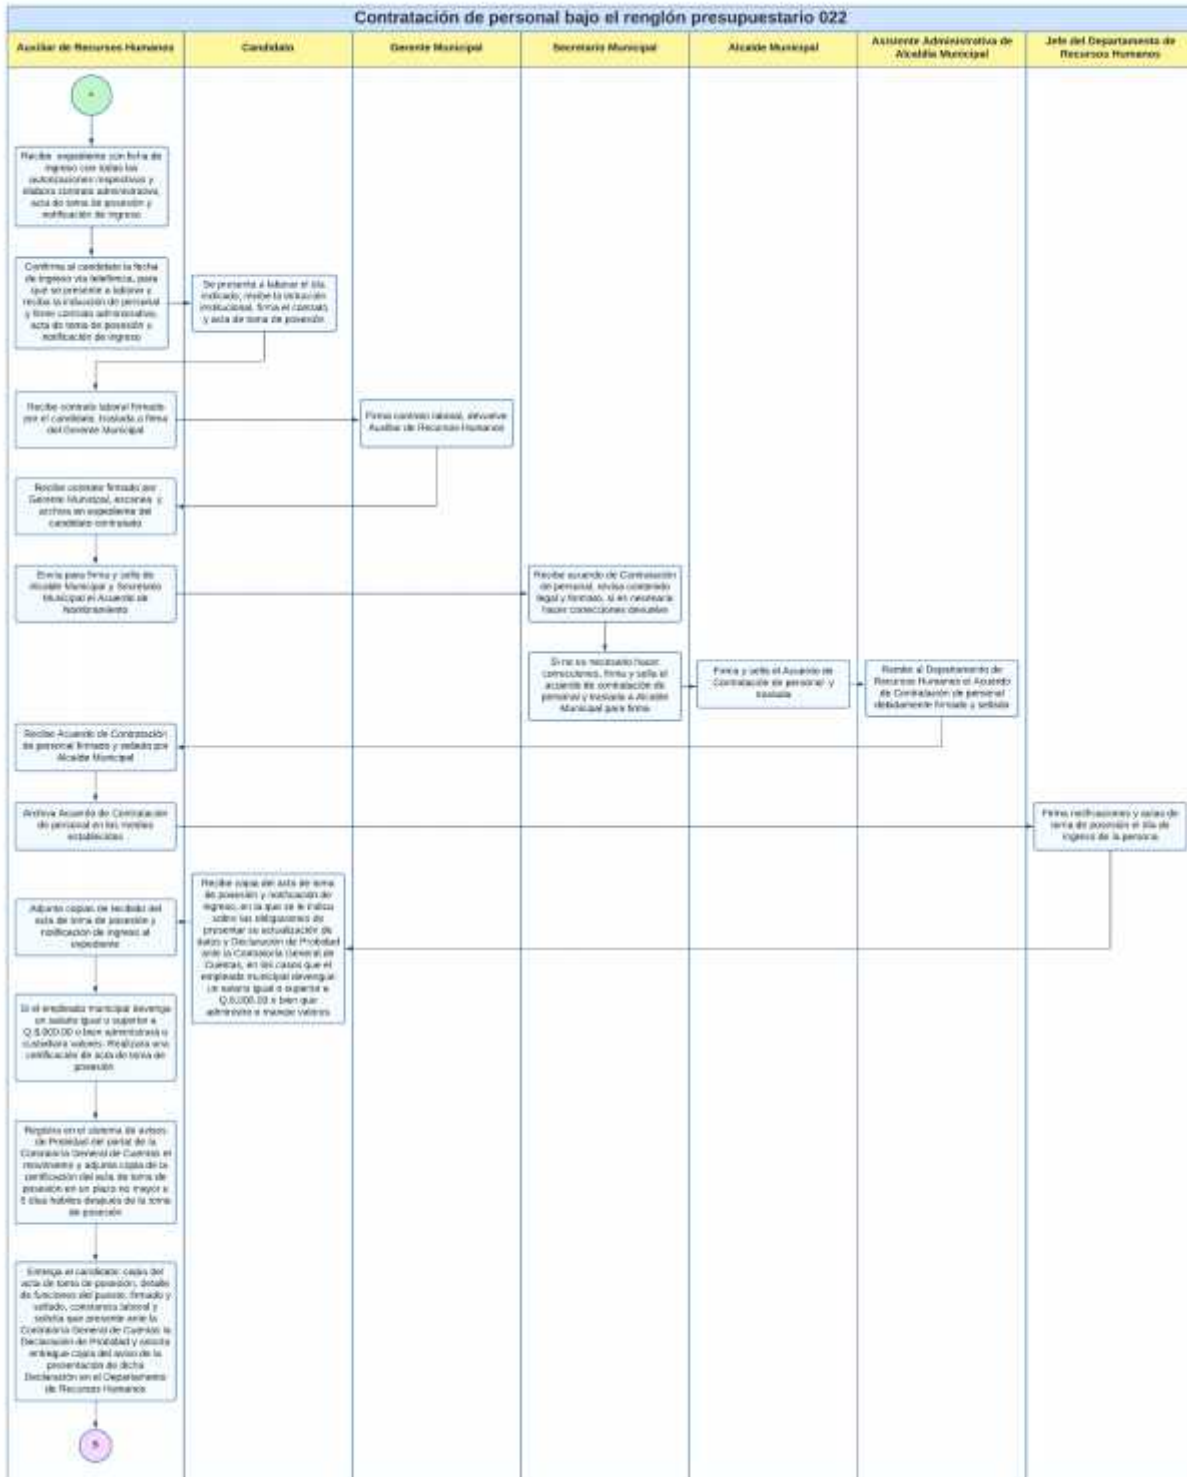 Contratación de personal bajo el renglón presupuestario 022
Auxiliar de Recursos Humanos
Candidato
Gerente Municipal
Secretario Municipal
Alcalde Municipal
Asistente Administrativa de
Alcaldía Municipal
Jefe del Departamento de
Recursos Humanos
A
Recibe expediente con ficha de
ingreso con todas las
autorizaciones respectivas y
elabora contrato administrativo,
acta de toma de posesión y
notificación de ingreso
Confirma al candidato la fecha
de ingreso vía telefónica, para
que se presente a laborar y
reciba la inducción de personal
y firme contrato administrativo,
acta de toma de posesión y
notificación de ingreso
Se presenta a laborar el día
indicado, recibe la inducción
institucional, firma el contrato
y acta de toma de posesión
Recibe contrato laboral firmado
por el candidato, traslada a firma
del Gerente Municipal
Firma contrato laboral, devuelve
Auxiliar de Recursos Humanos
Recibe contrato firmado por
Gerente Municipal, escanea y
archiva en expediente del
candidato contratado
Envía para firma y sello de
Alcalde Municipal y Secretario
Municipal el Acuerdo de
Nombramiento
Recibe acuerdo de Contratación
de personal, revisa contenido
legal y formato, si es necesario
hacer correcciones devuelve
Si no es necesario hacer
correcciones, firma y sella el
acuerdo de contratación de
personal y traslada a Alcalde
Municipal para firma
Firma y sella el Acuerdo de
Contratación de personal y
traslada
Remite al Departamento de
Recursos Humanos el Acuerdo
de Contratación de personal
debidamente firmado y sellado
Recibe Acuerdo de Contratación
de personal firmado y sellado por
Alcalde Municipal
Archiva Acuerdo de Contratación
de personal en los medios
establecidos
Firma notificaciones y actas de
toma de posesión el día de
ingreso de la persona
Recibe copia del acta de toma
de posesión y notificación de
ingreso, en la que se le indica
sobre las obligaciones de
presentar su actualización de
datos y Declaración de Probidad
ante la Contraloría General de
Cuentas, en los casos que el
empleado municipal devengue
un salario igual o superior a
Q.8,000.00 o bien que
administre o maneje valores
Adjunta copias de recibido del
acta de toma de posesión y
notificación de ingreso al
expediente
Si el empleado municipal devenga
un salario igual o superior a
Q.8,000.00 o bien administrará o
custodiara valores. Realizara una
certificación de acta de toma de
posesión
Registra en el sistema de avisos
de Probidad del portal de la
Contraloría General de Cuentas el
movimiento y adjunta copia de la
certificación del acta de toma de
posesión en un plazo no mayor a
5 días hábiles después de la toma
de posesión
Entrega al candidato: copia del
acta de toma de posesión, detalle
de funciones del puesto, firmado y
sellado, constancia laboral y
solicita que presente ante la
Contraloría General de Cuentas la
Declaración de Probidad y
entregue copia del aviso de la
presentación de dicha
Declaración en el Departamento
de Recursos Humanos
B